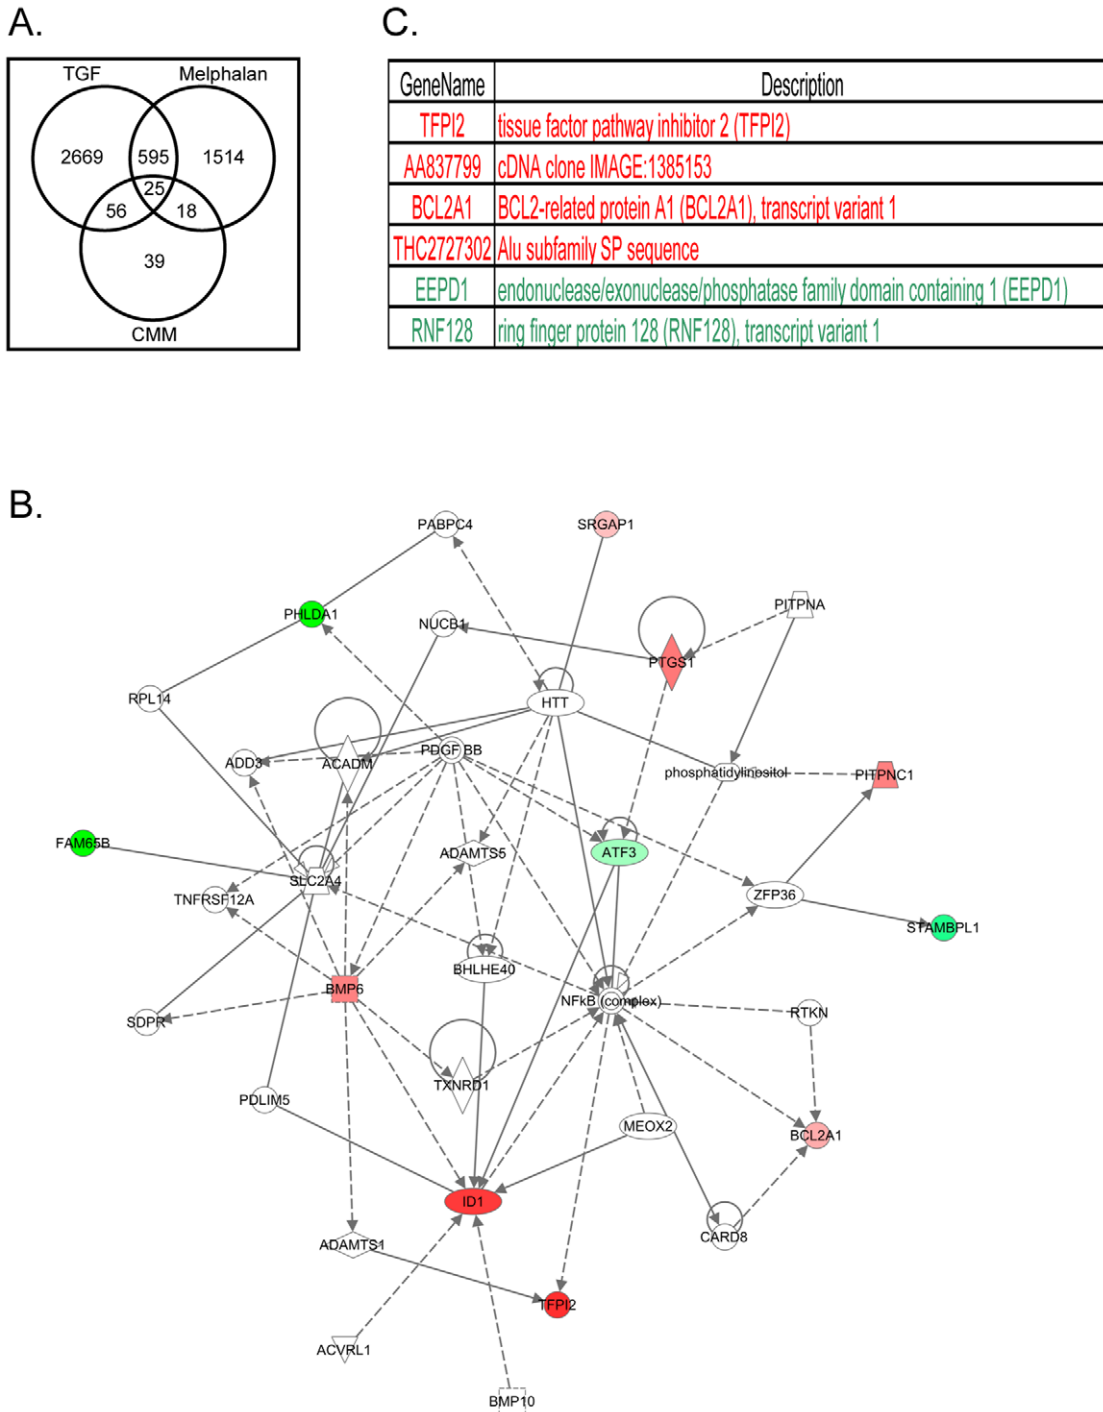 A.
C.
TGF Melphalan
2669 595 1514
25
56 18
39
CMM
GeneName Description
TFPI2 tissue factor pathway inhibitor 2 (TFPI2)
AA837799 cDNA clone IMAGE:1385153
BCL2A1 BCL2-related protein A1 (BCL2A1), transcript variant 1
THC2727302 Alu subfamily SP sequence
EEPD1 endonuclease/exonuclease/phosphatase family domain containing 1 (EEPD1)
RNF128 ring finger protein 128 (RNF128), transcript variant 1
B.
PABPC4 SRGAP1
PHLDA1 NUCB1 PITPNA
PTGS1
RPL14 HTT
ADD3 ACADM PDGF BB phosphatidylinositol PITPNC1
FAM65B SLC2A4 ADAMTS5 ATF3
TNFRSF12A ZFP36
STAMBPL1
BHLHE40
BMP6 NFkB (complex)
SDPR RTKN
TXNRD1
PDLIM5 MEOX2 BCL2A1
ID1
ADAMTS1 CARD8
TFPI2
ACVRL1
BMP10